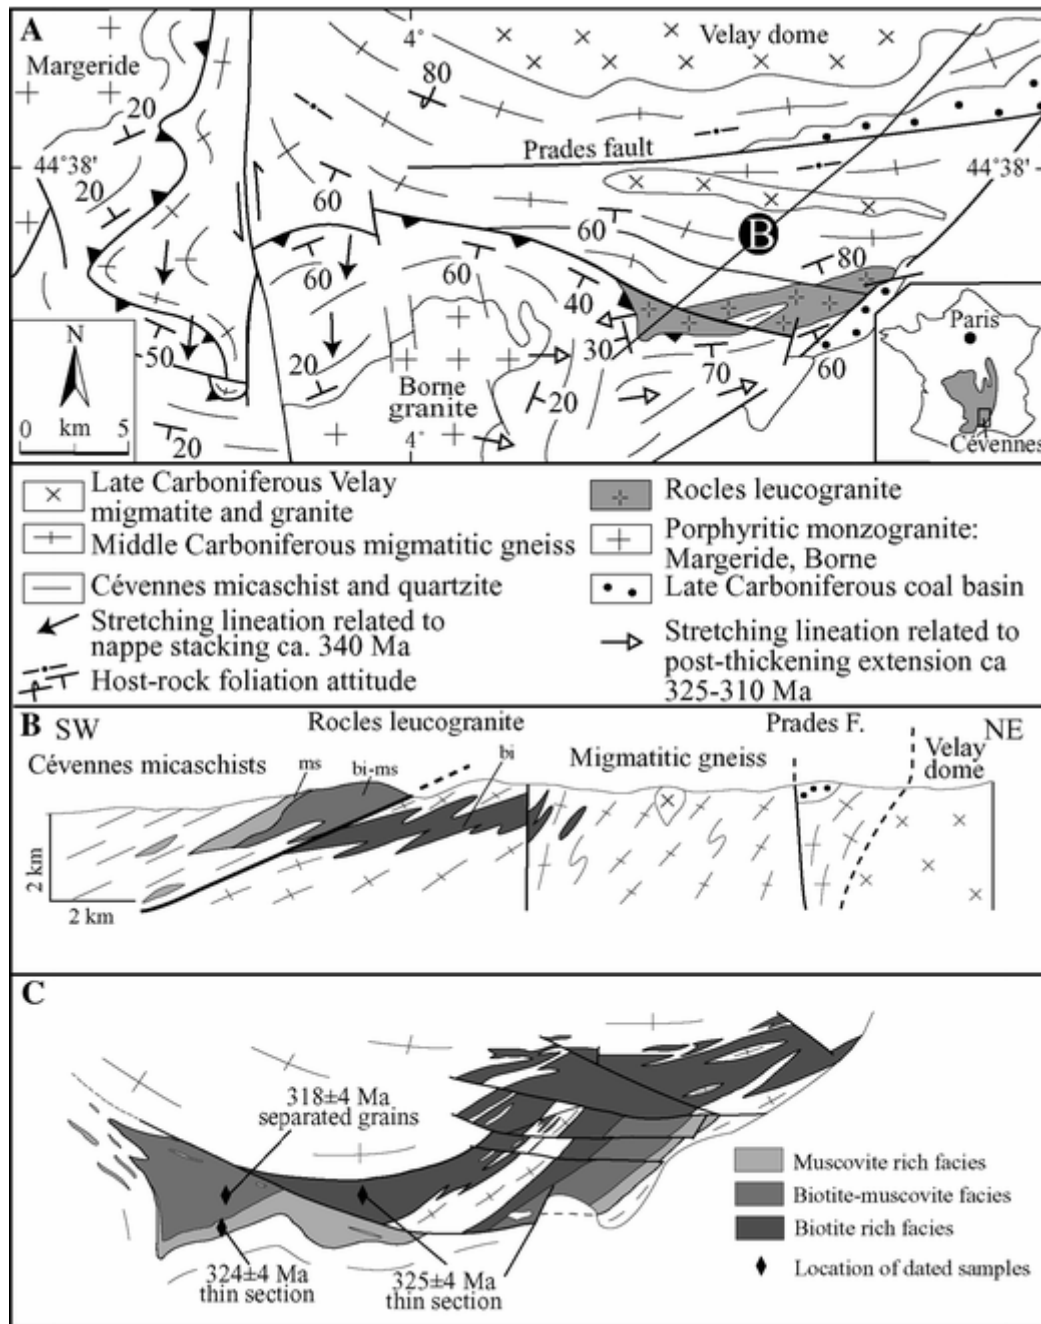 A
Margeride
4°
Velay dome
80
20
Prades fault
44°38'
44°38'
20
60
B
60
80
60
60
40
Paris
N
50
20
30
70
60
0 km 5
Borne
granite
20
20
4°
Cévennes
Late Carboniferous Velay
migmatite and granite
Middle Carboniferous migmatitic gneiss
Cévennes micaschist and quartzite
Stretching lineation related to
nappe stacking ca. 340 Ma
Host-rock foliation attitude
Rocles leucogranite
Porphyritic monzogranite:
Margeride, Borne
Late Carboniferous coal basin
Stretching lineation related to
post-thickening extension ca
325-310 Ma
B
SW
Rocles leucogranite
Prades F.
NE
Cévennes micaschists
ms
bi-ms
bi
Migmatitic gneiss
Velay
dome
2 km
2 km
C
318±4 Ma
separated grains
324±4 Ma
thin section
325±4 Ma
thin section
Muscovite rich facies
Biotite-muscovite facies
Biotite rich facies
Location of dated samples